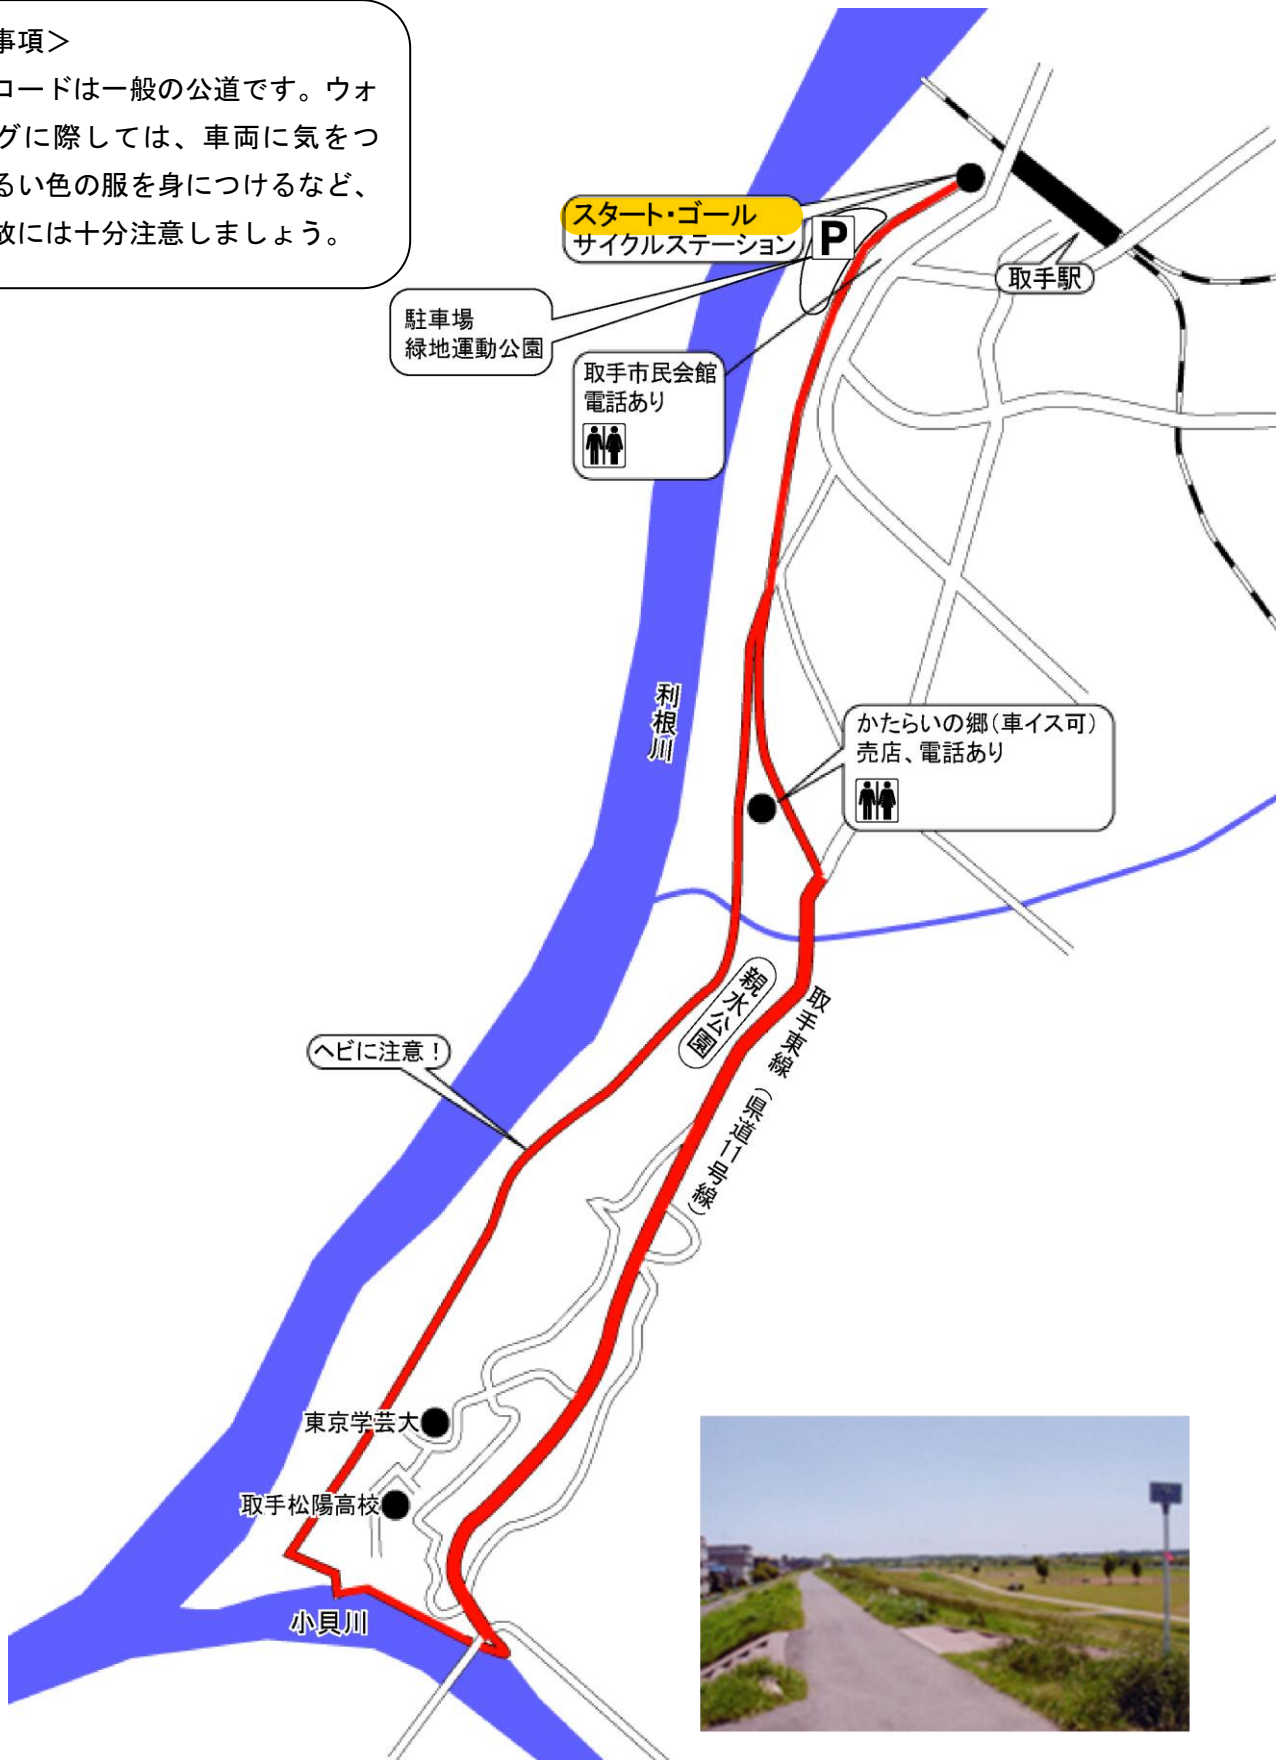 事項＞
ロードは一般の公道です。ウォ
グに際しては、車両に気をつ
るい色の服を身につけるなど、
故には十分注意しましょう。
スタート・ゴール
サイクルステーション
P
取手駅
駐車場
緑地運動公園
取手市民会館
電話あり
利根川
かたらいの郷（車イス可）
売店、電話あり
親水公園
取手東線（県道11号線）
ヘビに注意！
東京学芸大
取手松陽高校
小貝川